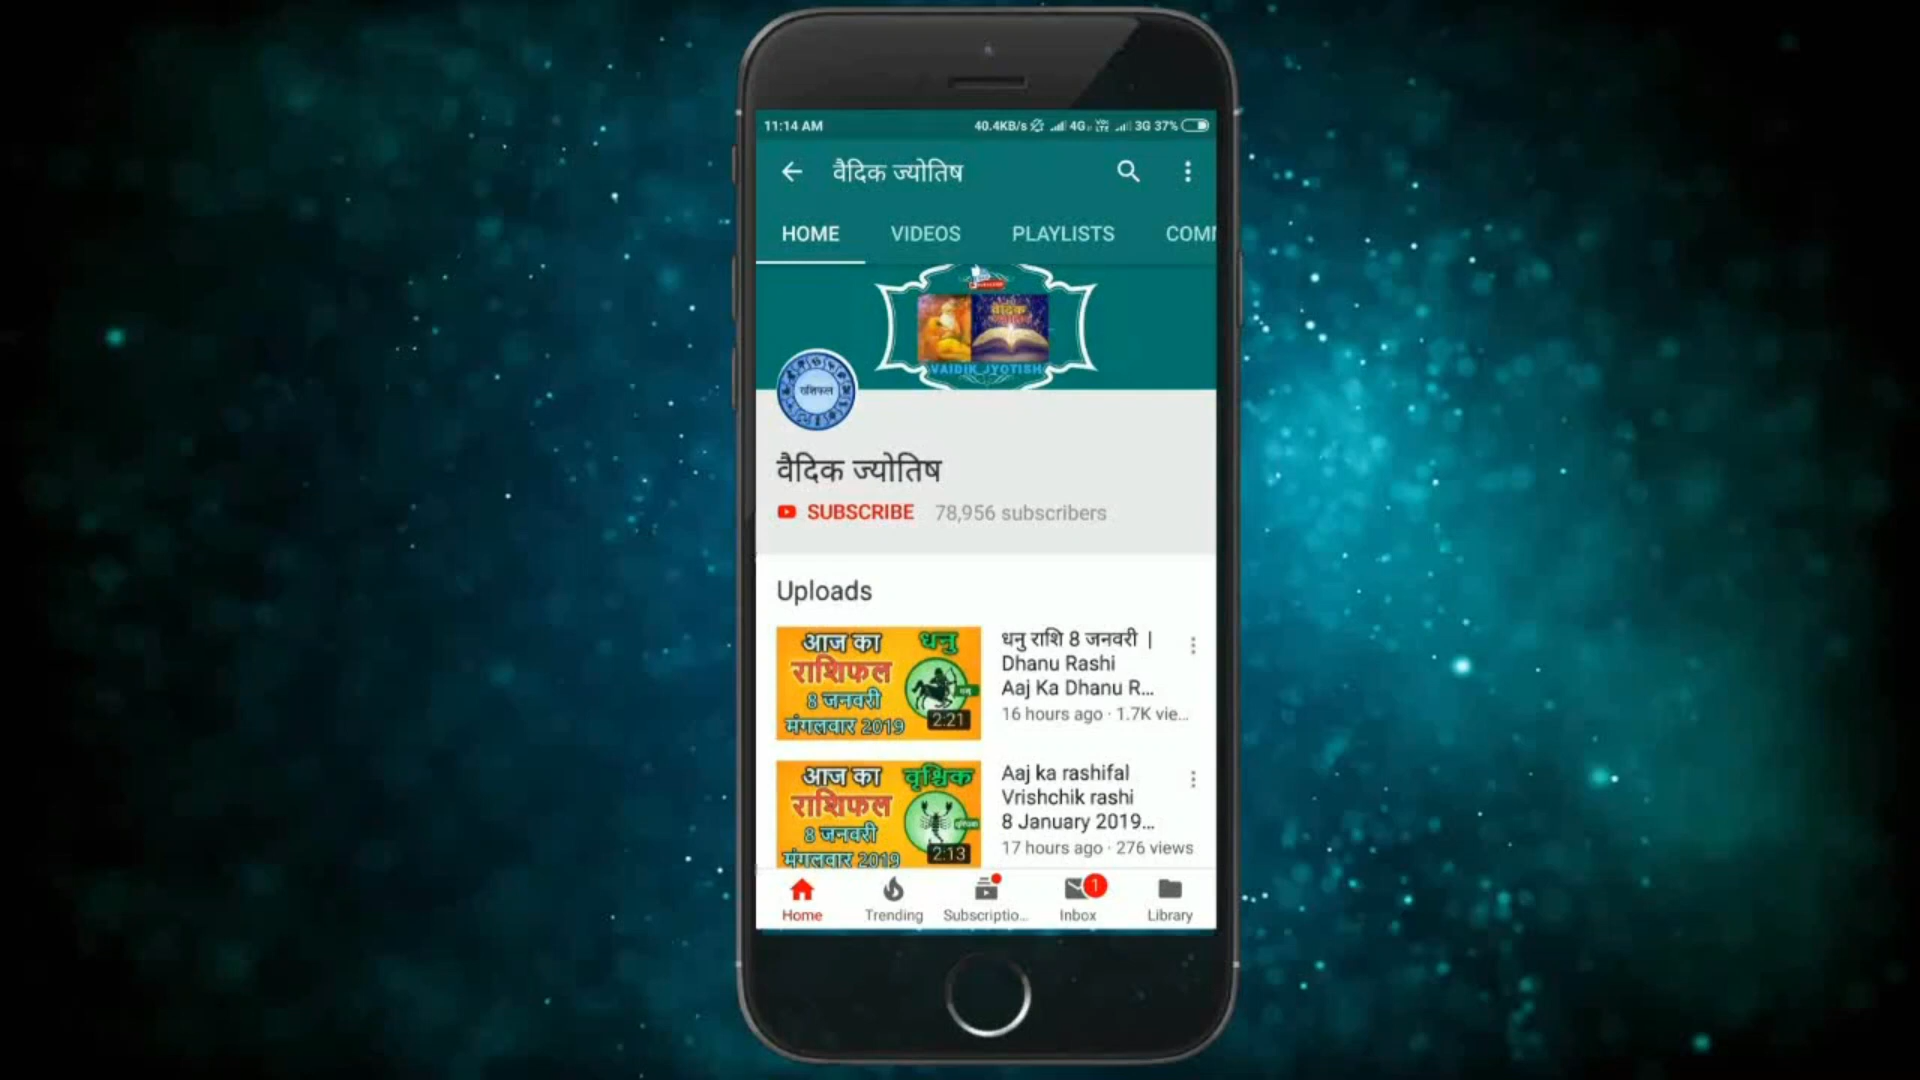 11:14 AM 40.4KB/s 4G VoLTE 3G 37%
वैदिक ज्योतिष
HOME VIDEOS PLAYLISTS COM
वैदिक
VAIDIK JYOTISH
राशिफल
वैदिक ज्योतिष
SUBSCRIBE 78,956 subscribers
Uploads
आज का धनु
राशिफल
8 जनवरी
मंगलवार 2019
2:21
धनु राशि 8 जनवरी |
Dhanu Rashi
Aaj Ka Dhanu R...
16 hours ago · 1.7K vie...
आज का वृश्चिक
राशिफल
8 जनवरी
मंगलवार 2019
2:13
Aaj ka rashifal
Vrishchik rashi
8 January 2019...
17 hours ago · 276 views
1
Home Trending Subscriptio... Inbox Library